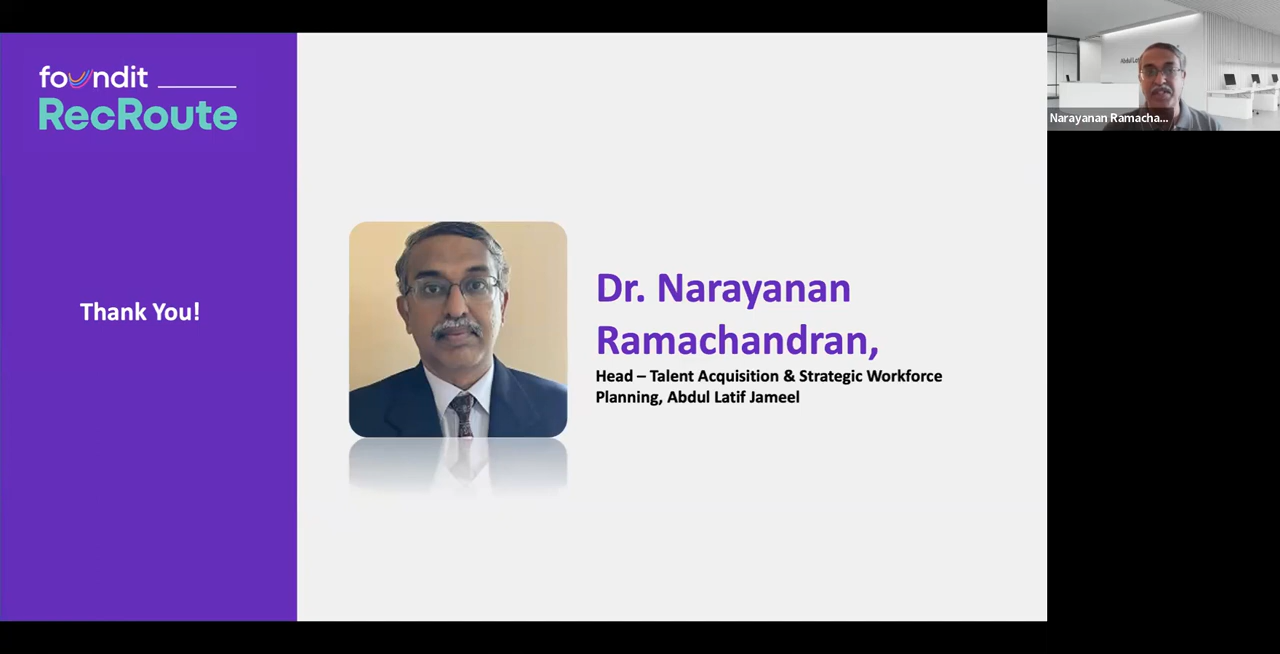 foundit
RecRoute
Thank You!
Dr. Narayanan
Ramachandran,
Head – Talent Acquisition & Strategic Workforce
Planning, Abdul Latif Jameel
Narayanan Ramacha...